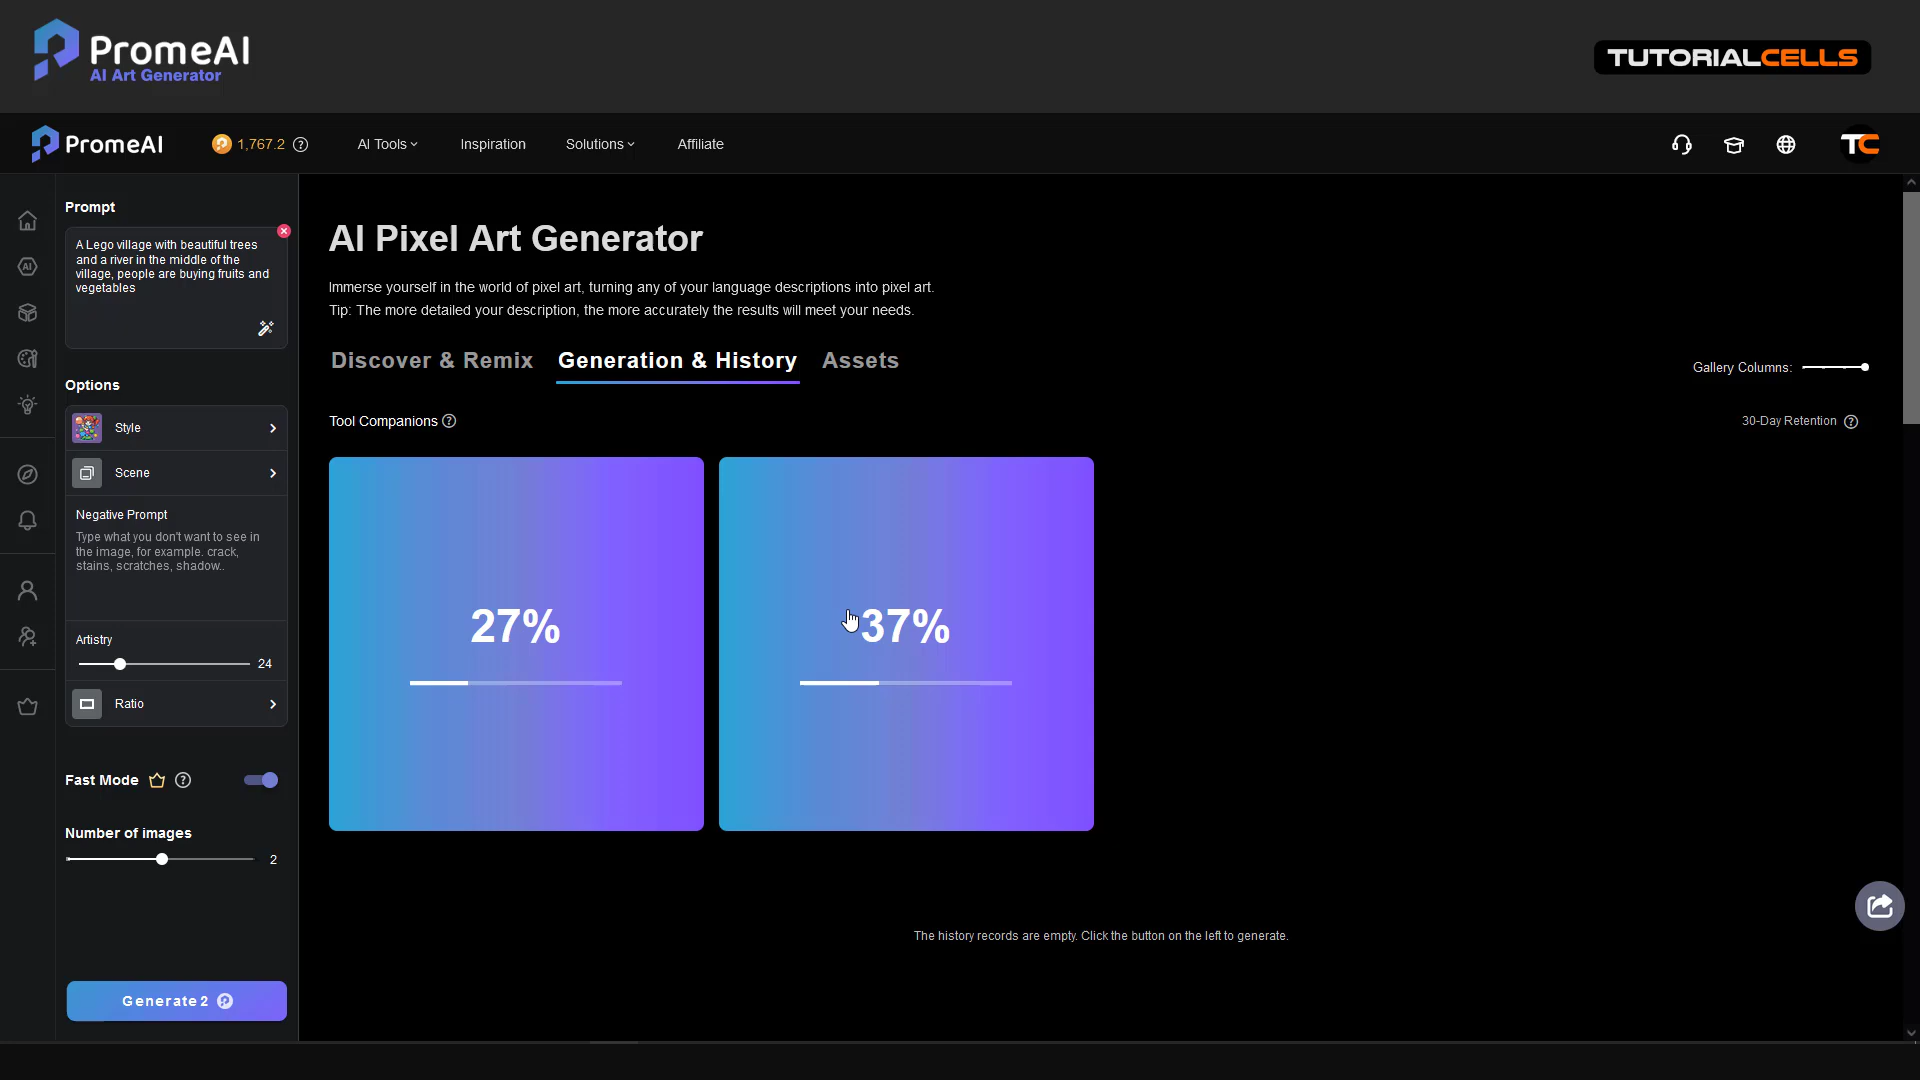 PromeAI
AI Art Generator
TUTORIALCELLS
PromeAI
1,767.2
AI Tools
Inspiration
Solutions
Affiliate
TC
Prompt
A Lego village with beautiful trees
and a river in the middle of the
village, people are buying fruits and
vegetables
Options
Style
Scene
Negative Prompt
Type what you don't want to see in
the image, for example. crack,
stains, scratches, shadow..
Artistry
24
Ratio
Fast Mode
Number of images
2
Generate 2
AI Pixel Art Generator
Immerse yourself in the world of pixel art, turning any of your language descriptions into pixel art.
Tip: The more detailed your description, the more accurately the results will meet your needs.
Discover & Remix
Generation & History
Assets
Gallery Columns:
Tool Companions
30-Day Retention
27%
37%
The history records are empty. Click the button on the left to generate.